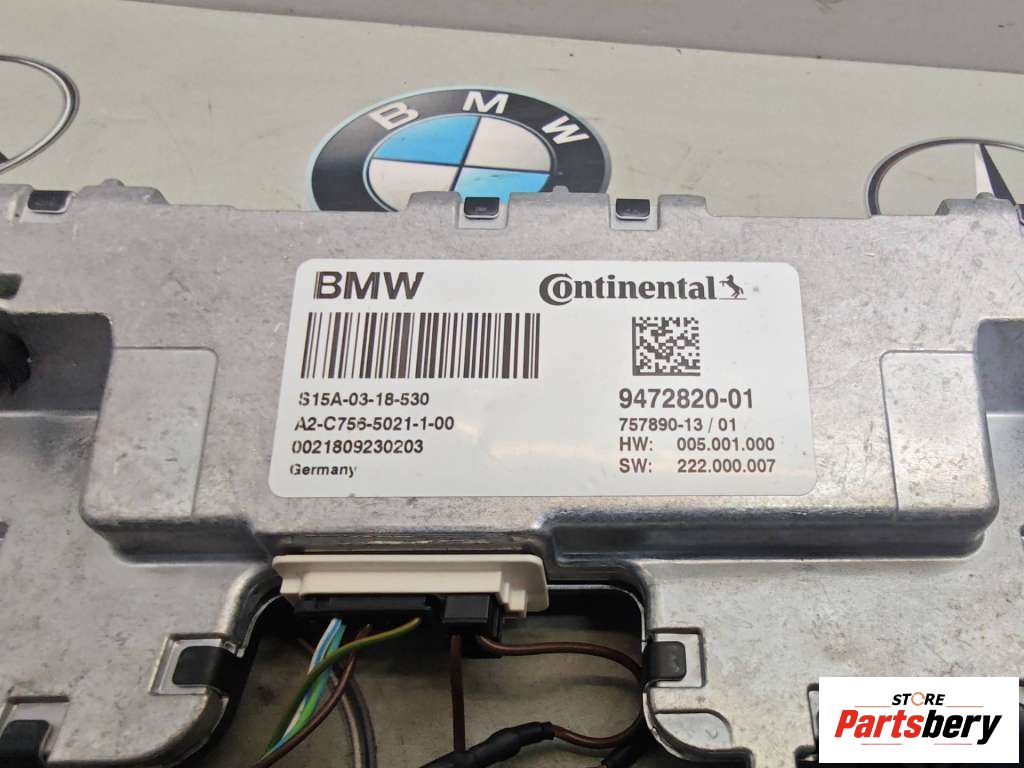 BMW
BMW
Continental
S15A-03-18-530
A2-C756-5021-1-00
0021809230203
Germany
9472820-01
757890-13 / 01
HW: 005.001.000
SW: 222.000.007
STORE
Partsbery